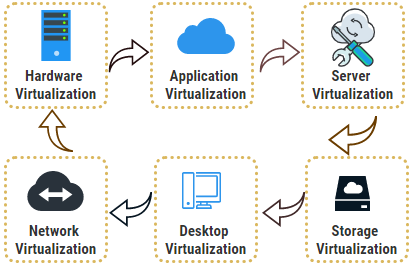 Hardware
Virtualization
Application
Virtualization
Server
Virtualization
Network
Virtualization
Desktop
Virtualization
Storage
Virtualization